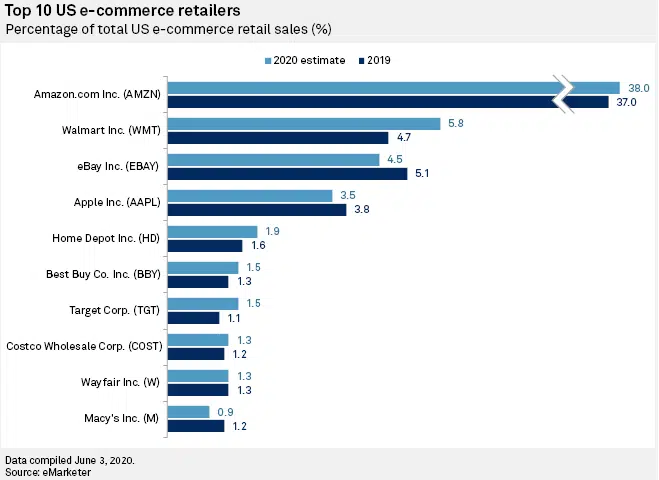 Top 10 US e-commerce retailers
Percentage of total US e-commerce retail sales (%)
2020 estimate 2019
Amazon.com Inc. (AMZN) 38.0
37.0
Walmart Inc. (WMT) 5.8
4.7
eBay Inc. (EBAY) 4.5
5.1
Apple Inc. (AAPL) 3.5
3.8
Home Depot Inc. (HD) 1.9
1.6
Best Buy Co. Inc. (BBY) 1.5
1.3
Target Corp. (TGT) 1.5
1.1
Costco Wholesale Corp. (COST) 1.3
1.2
Wayfair Inc. (W) 1.3
1.3
Macy's Inc. (M) 0.9
1.2
Data compiled June 3, 2020.
Source: eMarketer